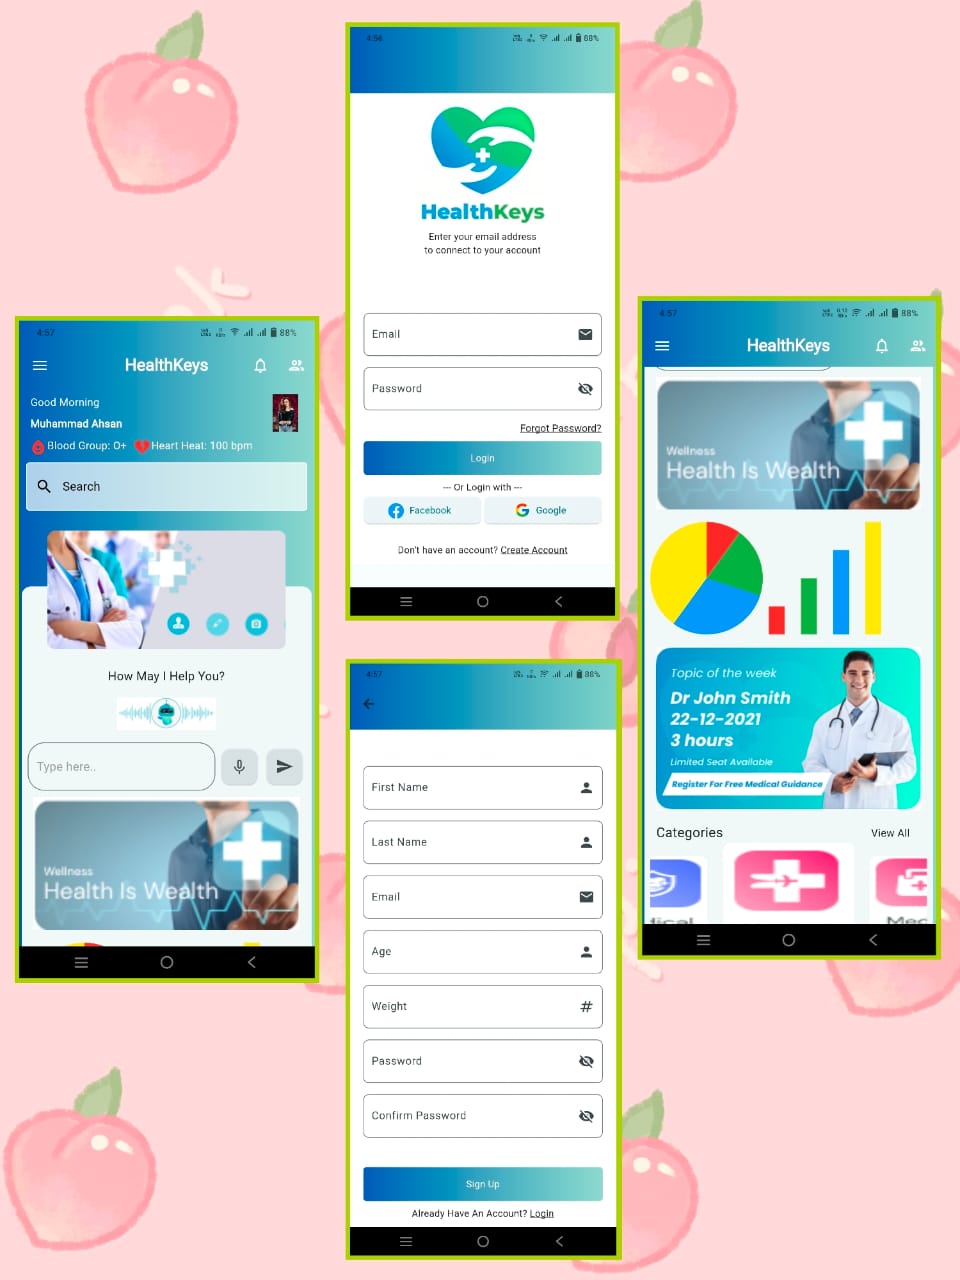 4:56
88%
HealthKeys
Enter your email address
to connect to your account
Email
Password
Forgot Password?
Login
--- Or Login with ---
Facebook
Google
Don't have an account? Create Account
4:57
88%
HealthKeys
Good Morning
Muhammad Ahsan
Blood Group: O+ Heart Heat: 100 bpm
Search
How May I Help You?
Type here..
Wellness
Health Is Wealth
4:57
88%
HealthKeys
Wellness
Health Is Wealth
Topic of the week
Dr John Smith
22-12-2021
3 hours
Limited Seat Available
Register For Free Medical Guidance
Categories
View All
4:57
88%
First Name
Last Name
Email
Age
Weight
#
Password
Confirm Password
Sign Up
Already Have An Account? Login